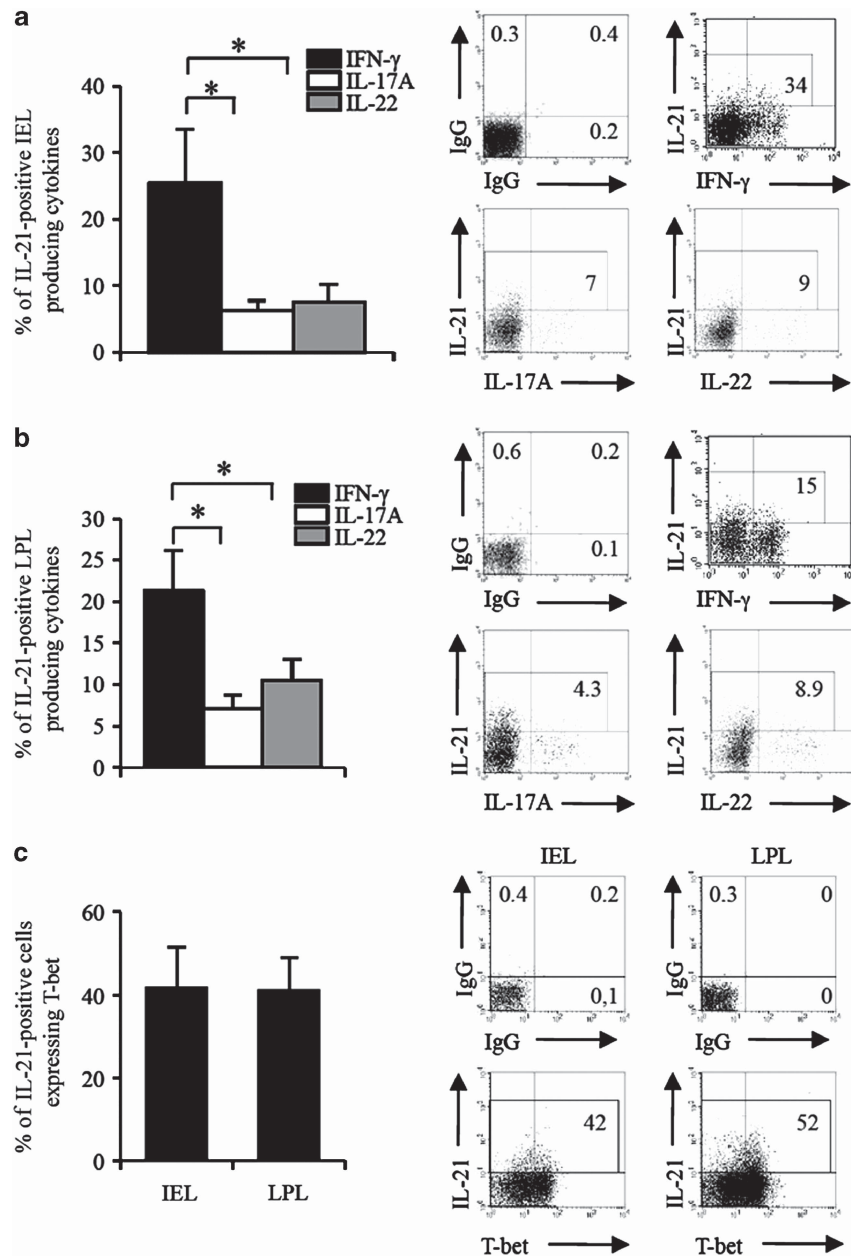 a
IFN-γ
IL-17A
IL-22
*
*
40
30
20
10
0
% of IL-21-positive IEL
producing cytokines
0.3 0.4
0.2
IgG
IgG
34
IL-21
IFN-γ
7
IL-21
IL-17A
9
IL-21
IL-22
b
IFN-γ
IL-17A
IL-22
*
*
30
25
20
15
10
5
0
% of IL-21-positive LPL
producing cytokines
0.6 0.2
0.1
IgG
IgG
15
IL-21
IFN-γ
4.3
IL-21
IL-17A
8.9
IL-21
IL-22
c
60
40
20
0
% of IL-21-positive cells
expressing T-bet
IEL LPL
IEL LPL
0.4 0.2
0,1
IgG
IgG
0.3 0
0
IgG
IgG
42
IL-21
T-bet
52
IL-21
T-bet